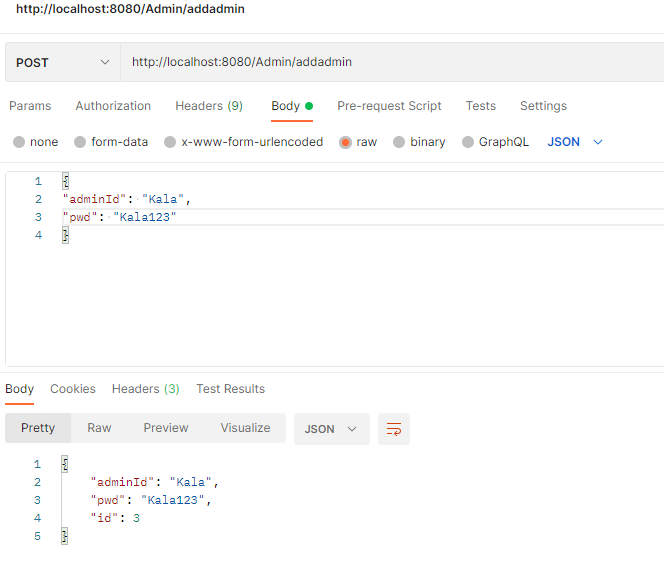 http://localhost:8080/Admin/addadmin
POST http://localhost:8080/Admin/addadmin
Params Authorization Headers (9) Body Pre-request Script Tests Settings
none form-data x-www-form-urlencoded raw binary GraphQL JSON
1 {
2 "adminId": "Kala",
3 "pwd": "Kala123"
4 }
Body Cookies Headers (3) Test Results
Pretty Raw Preview Visualize JSON
1 {
2 "adminId": "Kala",
3 "pwd": "Kala123",
4 "id": 3
5 }